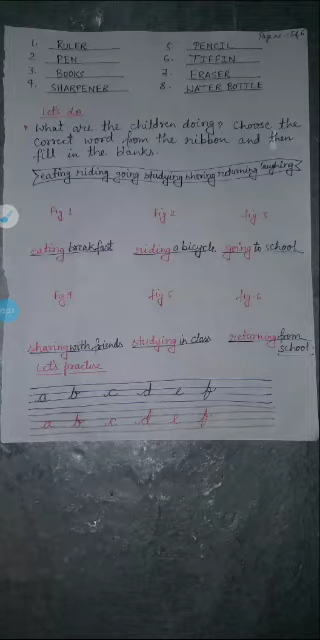 Page no - 5/6
1. RULER 5. PENCIL
2. PEN 6. TIFFIN
3. BOOKS 7. ERASER
4. SHARPENER 8. WATER BOTTLE
Let's do
What are the children doing? Choose the
correct word from the ribbon and then
fill in the blanks.
eating riding going studying sharing returning laughing
Fig 1 Fig 2 fig-3
eating breakfast riding a bicycle going to school
Fig 4 fig 5 fig-6
sharing with friends studying in class returning from
school
Let's practise
a b c d e f
a b c d e f